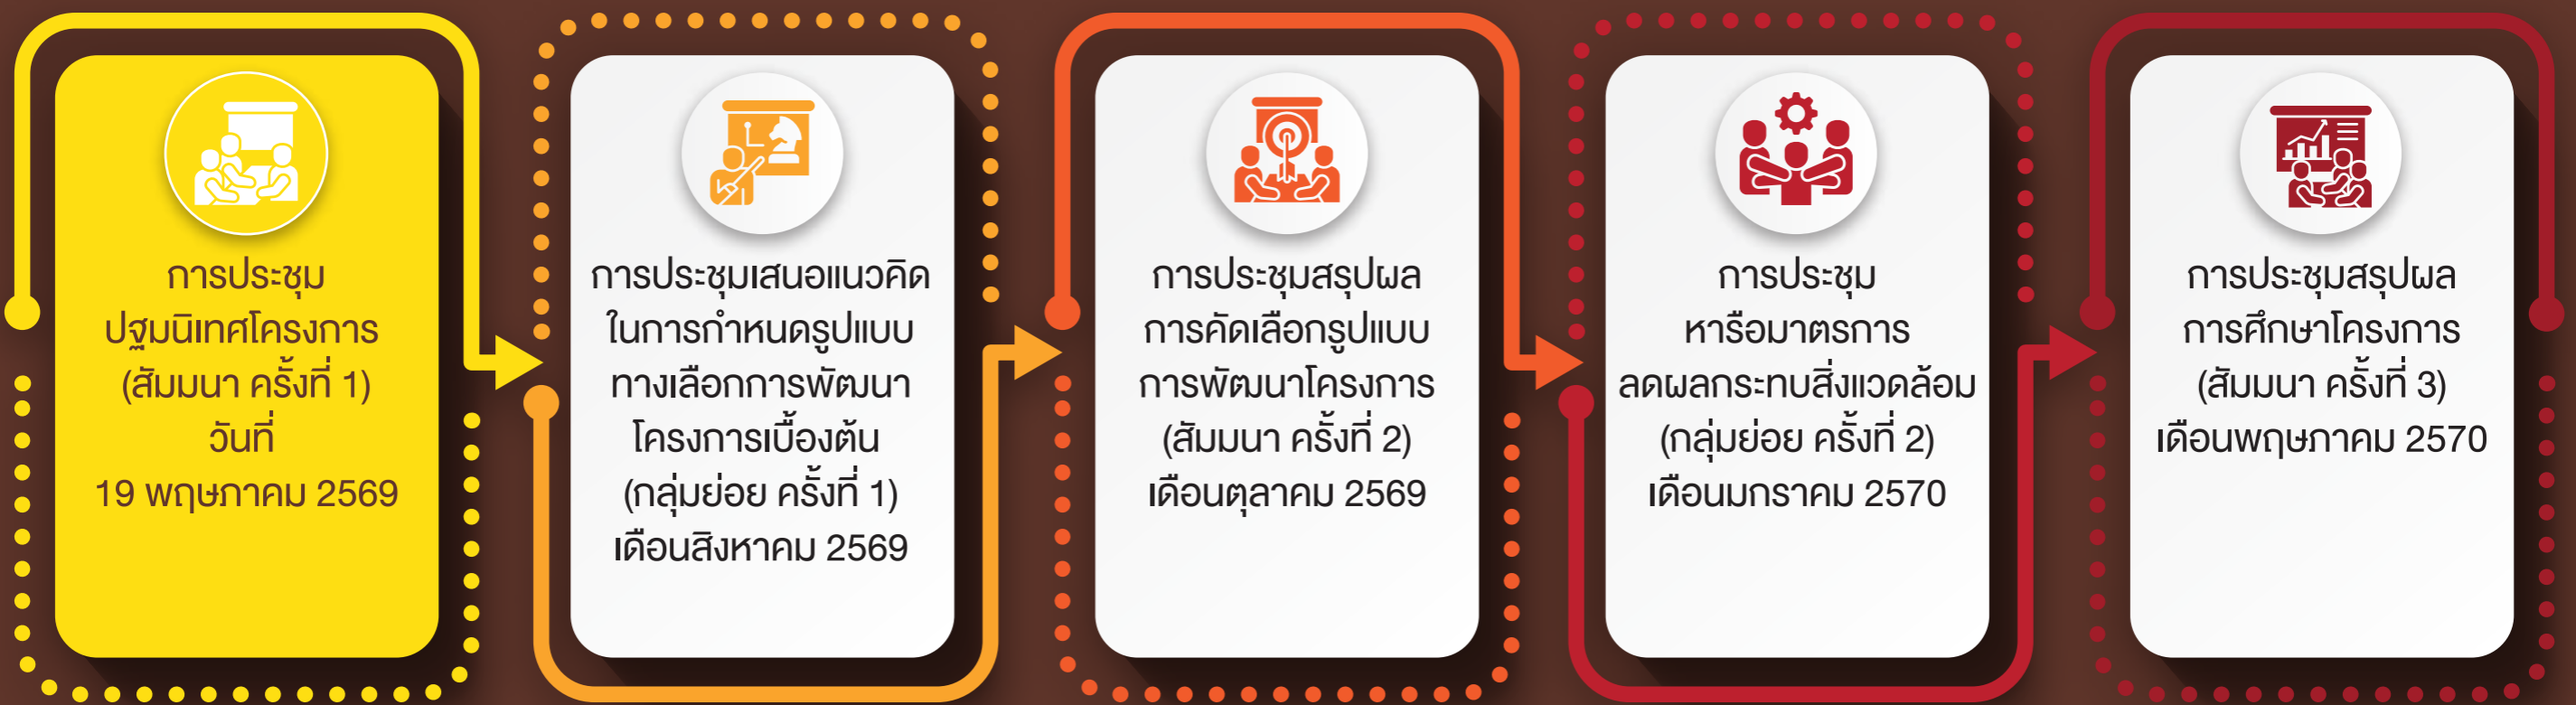 การประชุม
ปฐมนิเทศโครงการ
(สัมมนา ครั้งที่ 1)
วันที่
19 พฤษภาคม 2569
การประชุมเสนอแนวคิด
ในการกำหนดรูปแบบ
ทางเลือกการพัฒนา
โครงการเบื้องต้น
(กลุ่มย่อย ครั้งที่ 1)
เดือนสิงหาคม 2569
การประชุมสรุปผล
การคัดเลือกรูปแบบ
การพัฒนาโครงการ
(สัมมนา ครั้งที่ 2)
เดือนตุลาคม 2569
การประชุม
หารือมาตรการ
ลดผลกระทบสิ่งแวดล้อม
(กลุ่มย่อย ครั้งที่ 2)
เดือนมกราคม 2570
การประชุมสรุปผล
การศึกษาโครงการ
(สัมมนา ครั้งที่ 3)
เดือนพฤษภาคม 2570